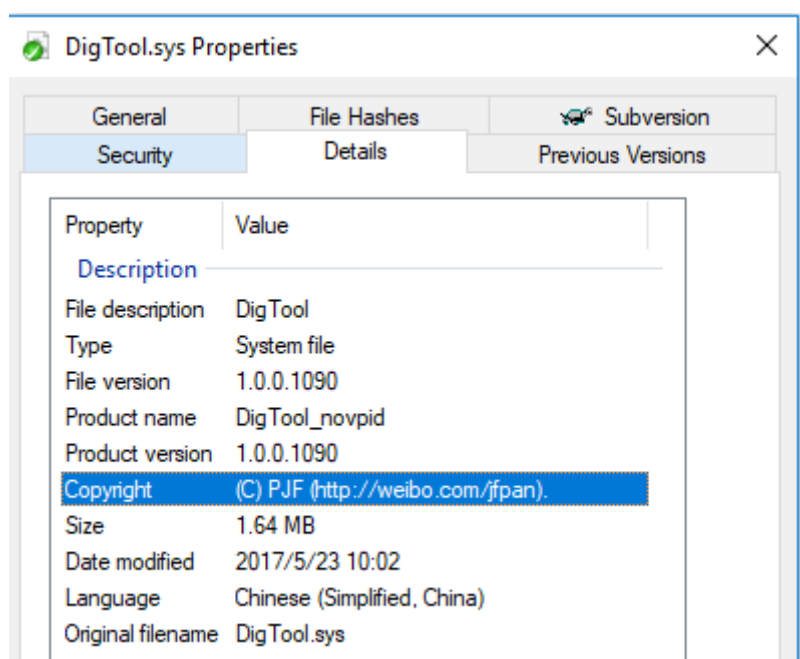 DigTool.sys Properties
General File Hashes Subversion
Security Details Previous Versions
Property Value
Description
File description DigTool
Type System file
File version 1.0.0.1090
Product name DigTool_novpid
Product version 1.0.0.1090
Copyright (C) PJF (http://weibo.com/jfpan).
Size 1.64 MB
Date modified 2017/5/23 10:02
Language Chinese (Simplified, China)
Original filename DigTool.sys